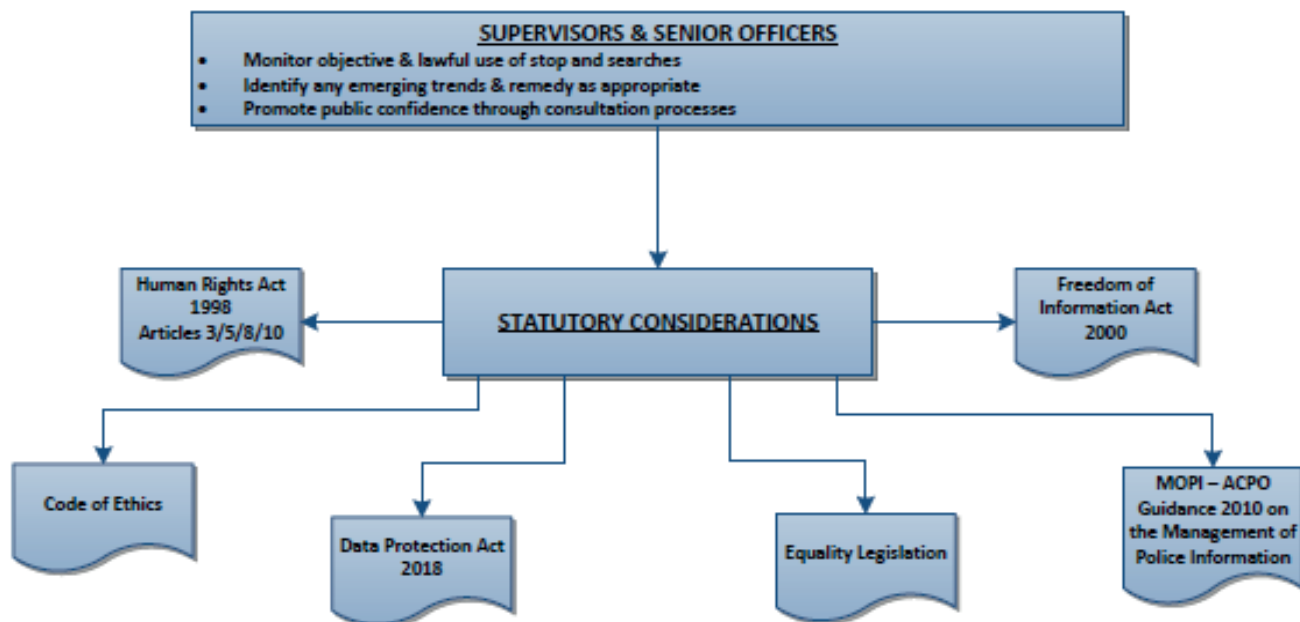 SUPERVISORS & SENIOR OFFICERS
• Monitor objective & lawful use of stop and searches
• Identify any emerging trends & remedy as appropriate
• Promote public confidence through consultation processes
Human Rights Act
1998
Articles 3/5/8/10
STATUTORY CONSIDERATIONS
Freedom of
Information Act
2000
Code of Ethics
Data Protection Act
2018
Equality Legislation
MOPI – ACPO
Guidance 2010 on
the Management of
Police Information